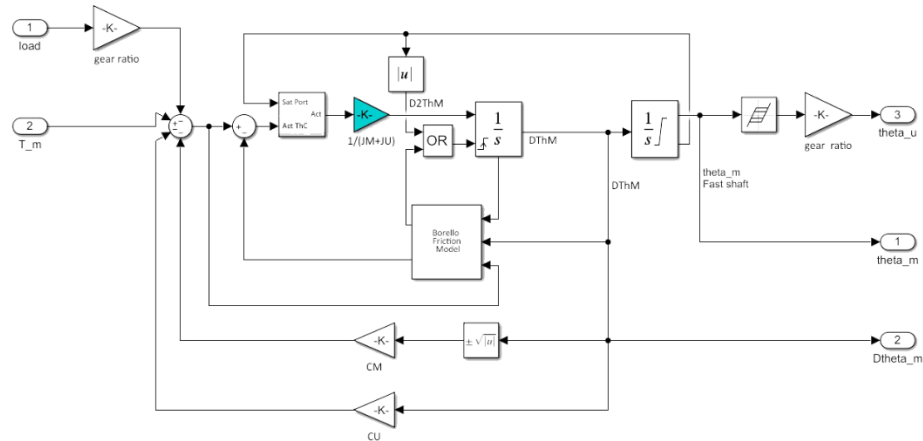 1
load
-K-
gear ratio
|u|
D2ThM
Sat Port
Act
Act ThC
-K-
1/(JM+JU)
2
T_m
+
−
−
−
+
−
OR
1
s
DThM
1
s
DThM
theta_m
Fast shaft
-K-
gear ratio
3
theta_u
Borello
Friction
Model
1
theta_m
± √|u|
-K-
CM
2
Dtheta_m
-K-
CU